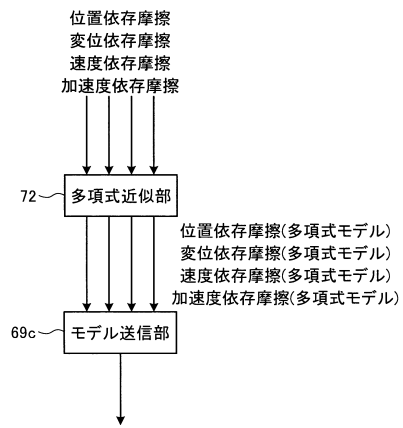 位置依存摩擦
変位依存摩擦
速度依存摩擦
加速度依存摩擦
72
多項式近似部
位置依存摩擦(多項式モデル)
変位依存摩擦(多項式モデル)
速度依存摩擦(多項式モデル)
加速度依存摩擦(多項式モデル)
69c
モデル送信部